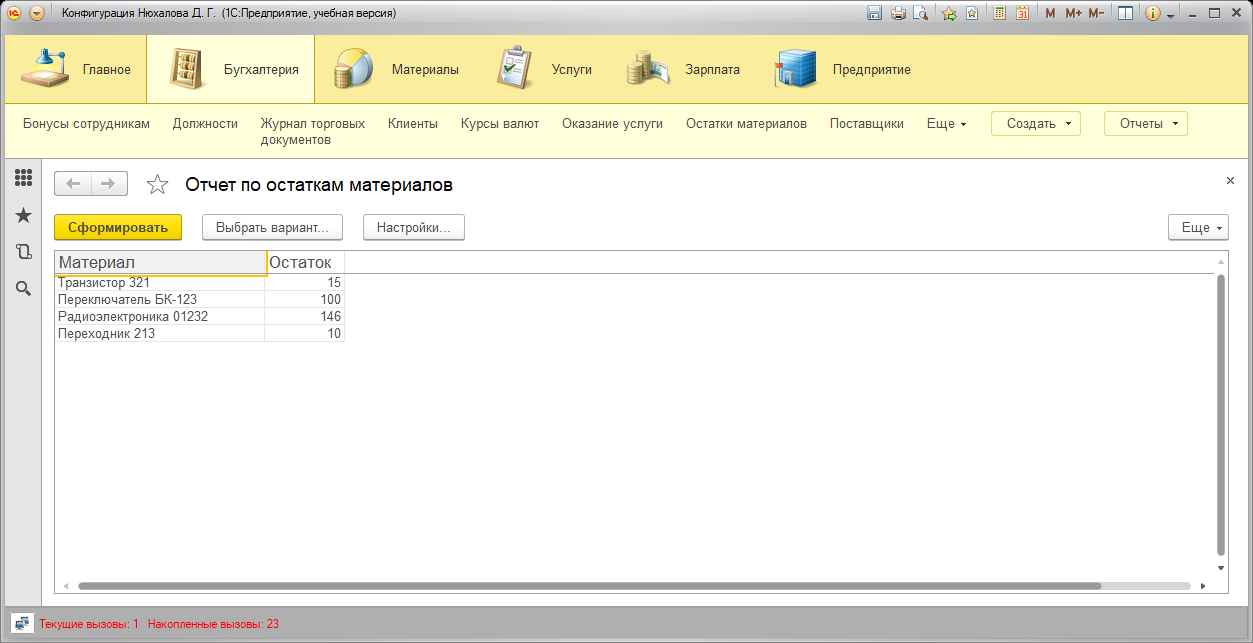 Конфигурация Нюхалова Д. Г. (1С:Предприятие, учебная версия)
31 M M+ M-
Главное Бухгалтерия Материалы Услуги Зарплата Предприятие
Бонусы сотрудникам Должности Журнал торговых документов Клиенты Курсы валют Оказание услуги Остатки материалов Поставщики Еще Создать Отчеты
Отчет по остаткам материалов
Сформировать Выбрать вариант... Настройки... Еще
Материал Остаток
Транзистор 321 15
Переключатель БК-123 100
Радиоэлектроника 01232 146
Переходник 213 10
Текущие вызовы: 1 Накопленные вызовы: 23